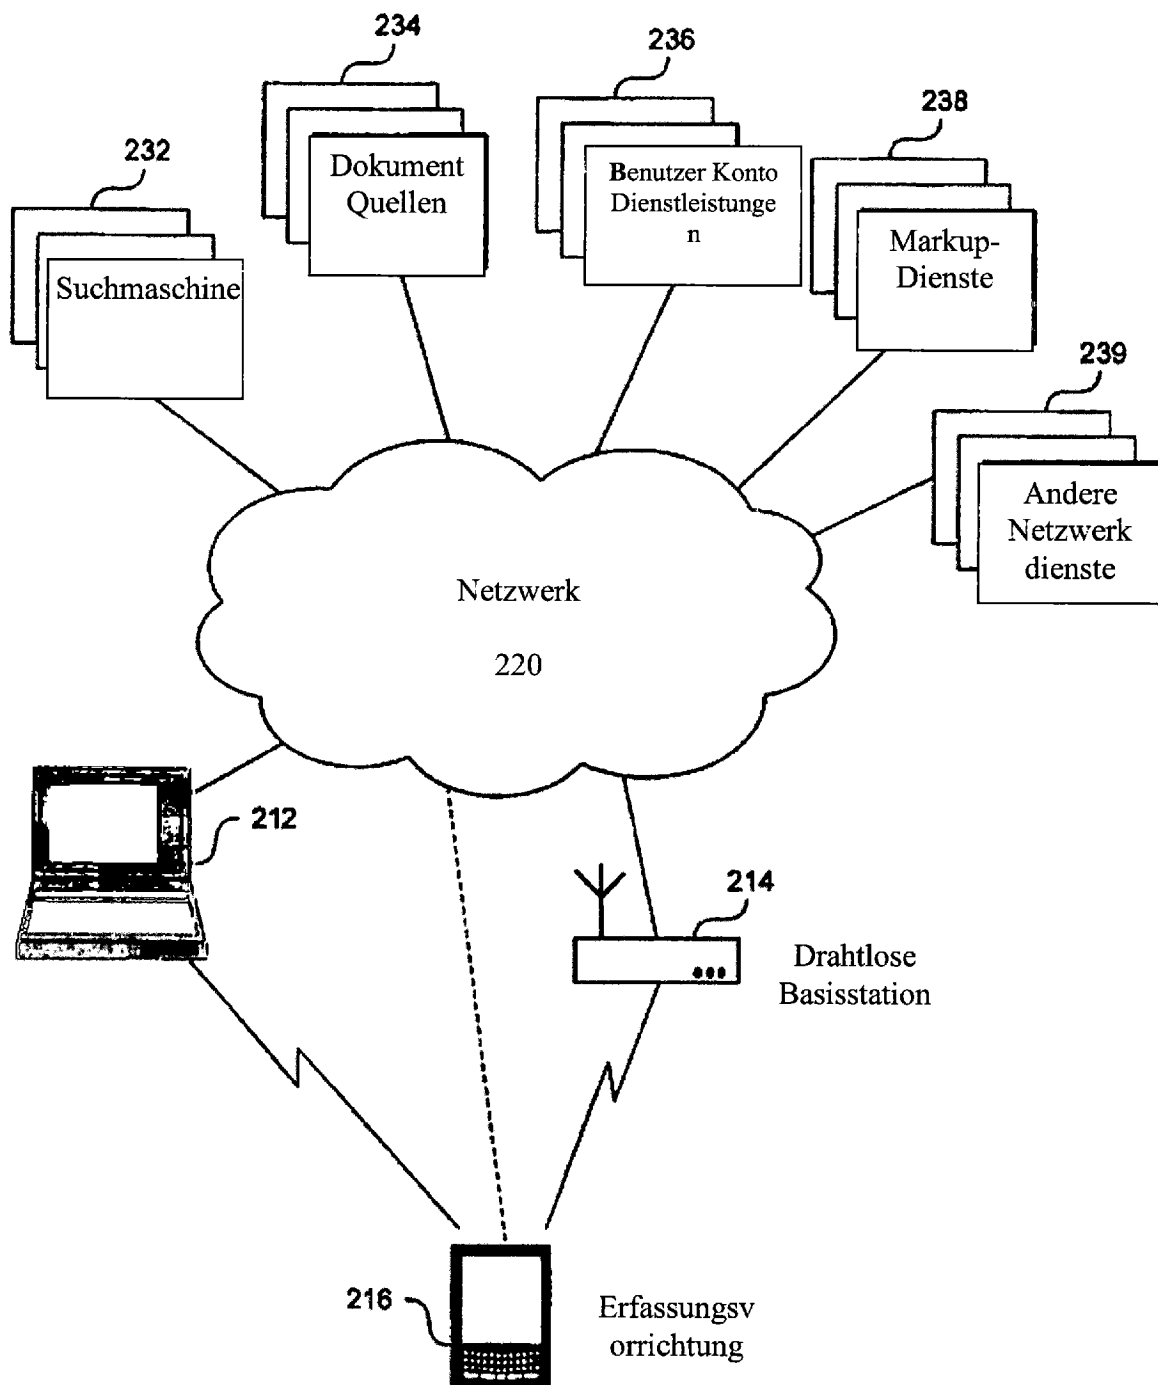 234
236
238
232
Dokument
Quellen
Benutzer Konto
Dienstleistunge
n
Markup-
Dienste
Suchmaschine
239
Andere
Netzwerk
dienste
Netzwerk
220
212
214
Drahtlose
Basisstation
216
Erfassungsv
orrichtung